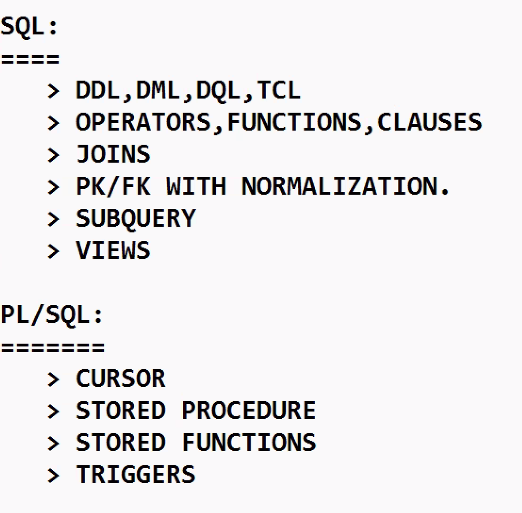 SQL:
====
> DDL,DML,DQL,TCL
> OPERATORS,FUNCTIONS,CLAUSES
> JOINS
> PK/FK WITH NORMALIZATION.
> SUBQUERY
> VIEWS
PL/SQL:
=======
> CURSOR
> STORED PROCEDURE
> STORED FUNCTIONS
> TRIGGERS